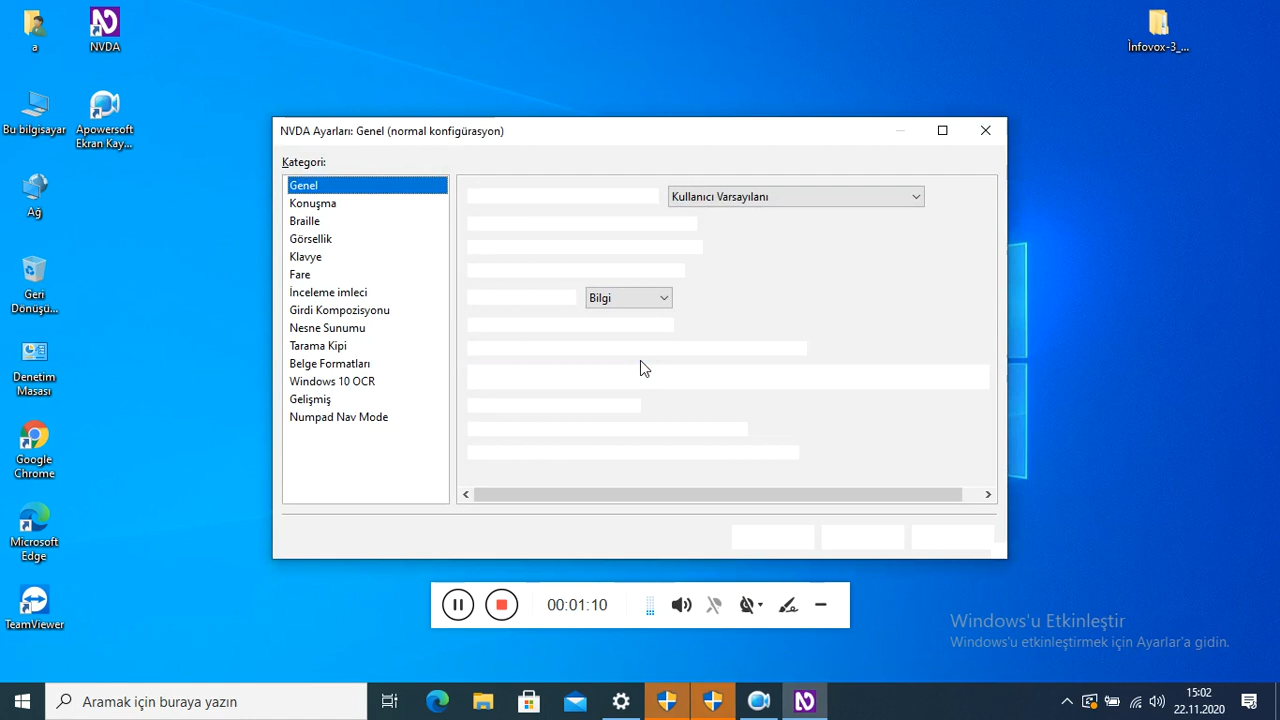 a
NVDA
Bu bilgisayar
Apowersoft
Ekran Kay...
Ağ
Geri
Dönüşü...
Denetim
Masası
Google
Chrome
Microsoft
Edge
TeamViewer
İnfovox-3_...
NVDA Ayarları: Genel (normal konfigürasyon)
Kategori:
Genel
Konuşma
Braille
Görsellik
Klavye
Fare
İnceleme imleci
Girdi Kompozisyonu
Nesne Sunumu
Tarama Kipi
Belge Formatları
Windows 10 OCR
Gelişmiş
Numpad Nav Mode
Kullanıcı Varsayılanı
Bilgi
00:01:10
Windows'u Etkinleştir
Windows'u etkinleştirmek için Ayarlar'a gidin.
Aramak için buraya yazın
15:02
22.11.2020